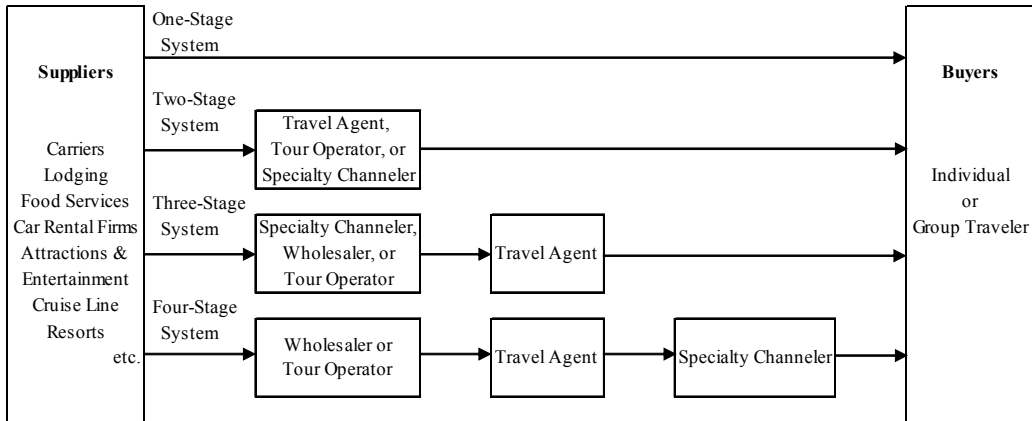 Suppliers
Carriers
Lodging
Food Services
Car Rental Firms
Attractions &
Entertainment
Cruise Line
Resorts
etc.
One-Stage
System
Two-Stage
System
Travel Agent,
Tour Operator, or
Specialty Channeler
Three-Stage
System
Specialty Channeler,
Wholesaler, or
Tour Operator
Travel Agent
Four-Stage
System
Wholesaler or
Tour Operator
Travel Agent
Specialty Channeler
Buyers
Individual
or
Group Traveler